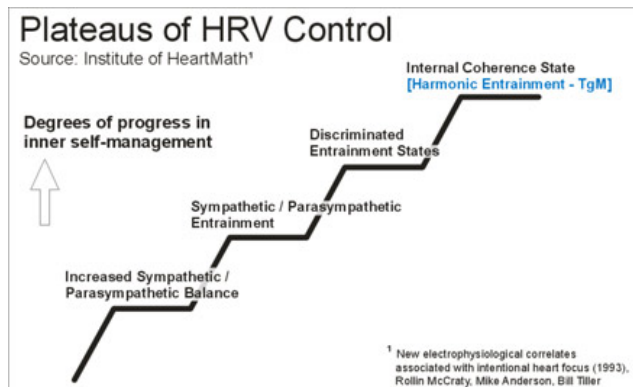 Plateaus of HRV Control
Source: Institute of HeartMath¹
Internal Coherence State
[Harmonic Entrainment - TgM]
Degrees of progress in
inner self-management
Discriminated
Entrainment States
Sympathetic / Parasympathetic
Entrainment
Increased Sympathetic /
Parasympathetic Balance
¹ New electrophysiological correlates
associated with intentional heart focus (1993),
Rollin McCraty, Mike Anderson, Bill Tiller